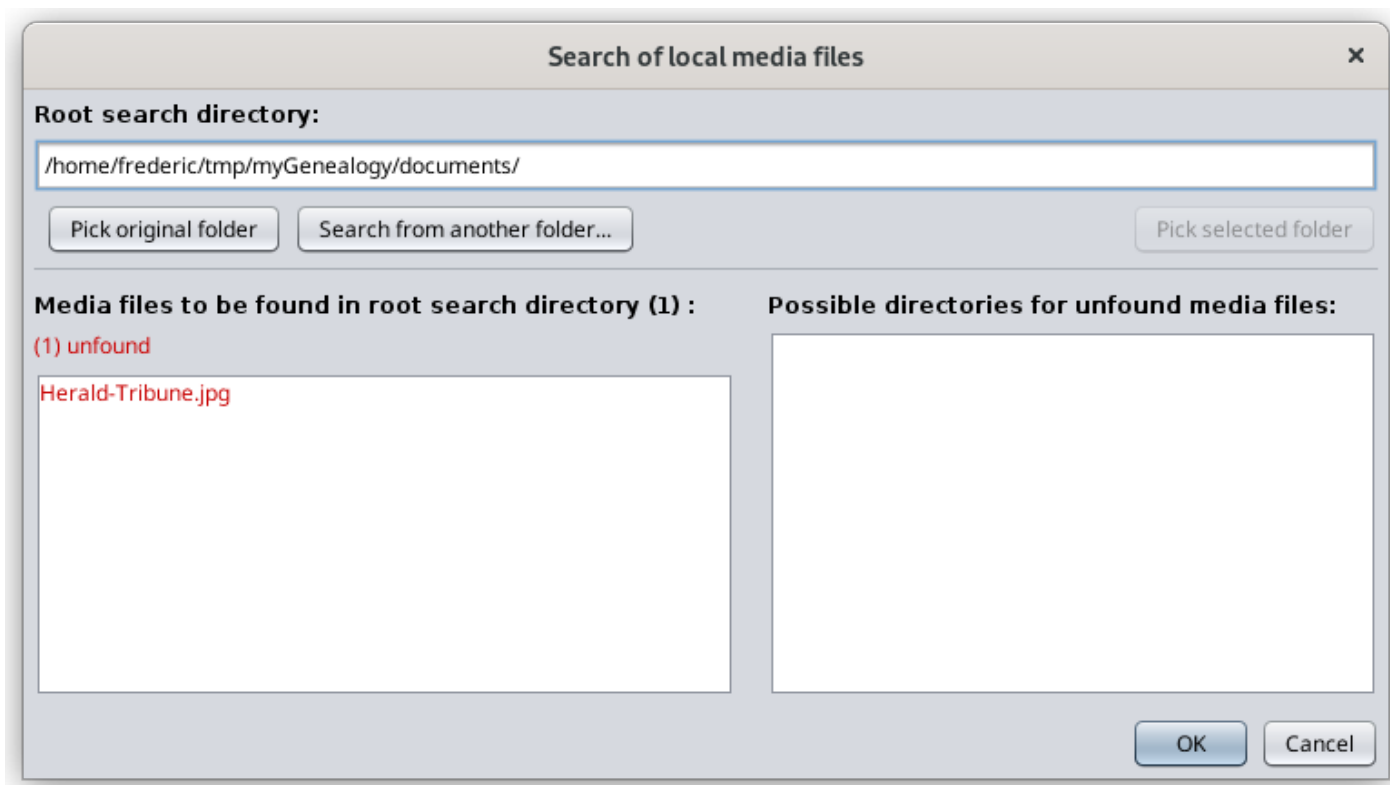 Search of local media files
Root search directory:
/home/frederic/tmp/myGenealogy/documents/
Pick original folder
Search from another folder...
Pick selected folder
Media files to be found in root search directory (1) :
(1) unfound
Herald-Tribune.jpg
Possible directories for unfound media files:
OK
Cancel